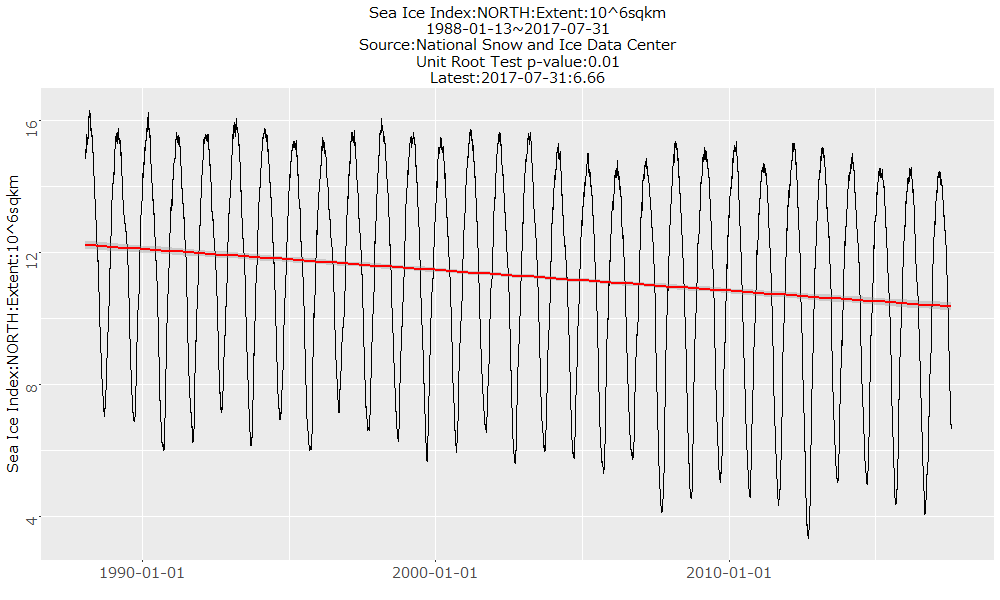 Sea Ice Index:NORTH:Extent:10^6sqkm
1988-01-13~2017-07-31
Source:National Snow and Ice Data Center
Unit Root Test p-value:0.01
Latest:2017-07-31:6.66
Sea Ice Index:NORTH:Extent:10^6sqkm
16
12
8
4
1990-01-01
2000-01-01
2010-01-01